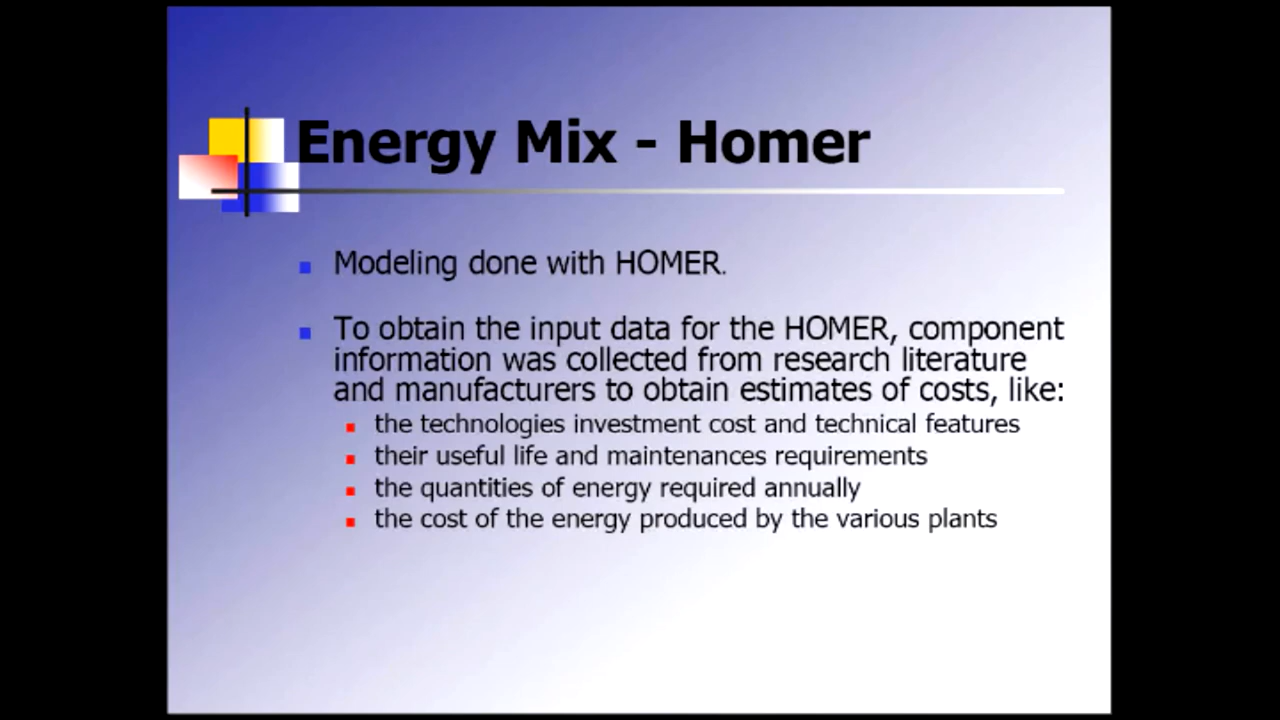 Energy Mix - Homer
Modeling done with HOMER.
To obtain the input data for the HOMER, component
information was collected from research literature
and manufacturers to obtain estimates of costs, like:
the technologies investment cost and technical features
their useful life and maintenances requirements
the quantities of energy required annually
the cost of the energy produced by the various plants